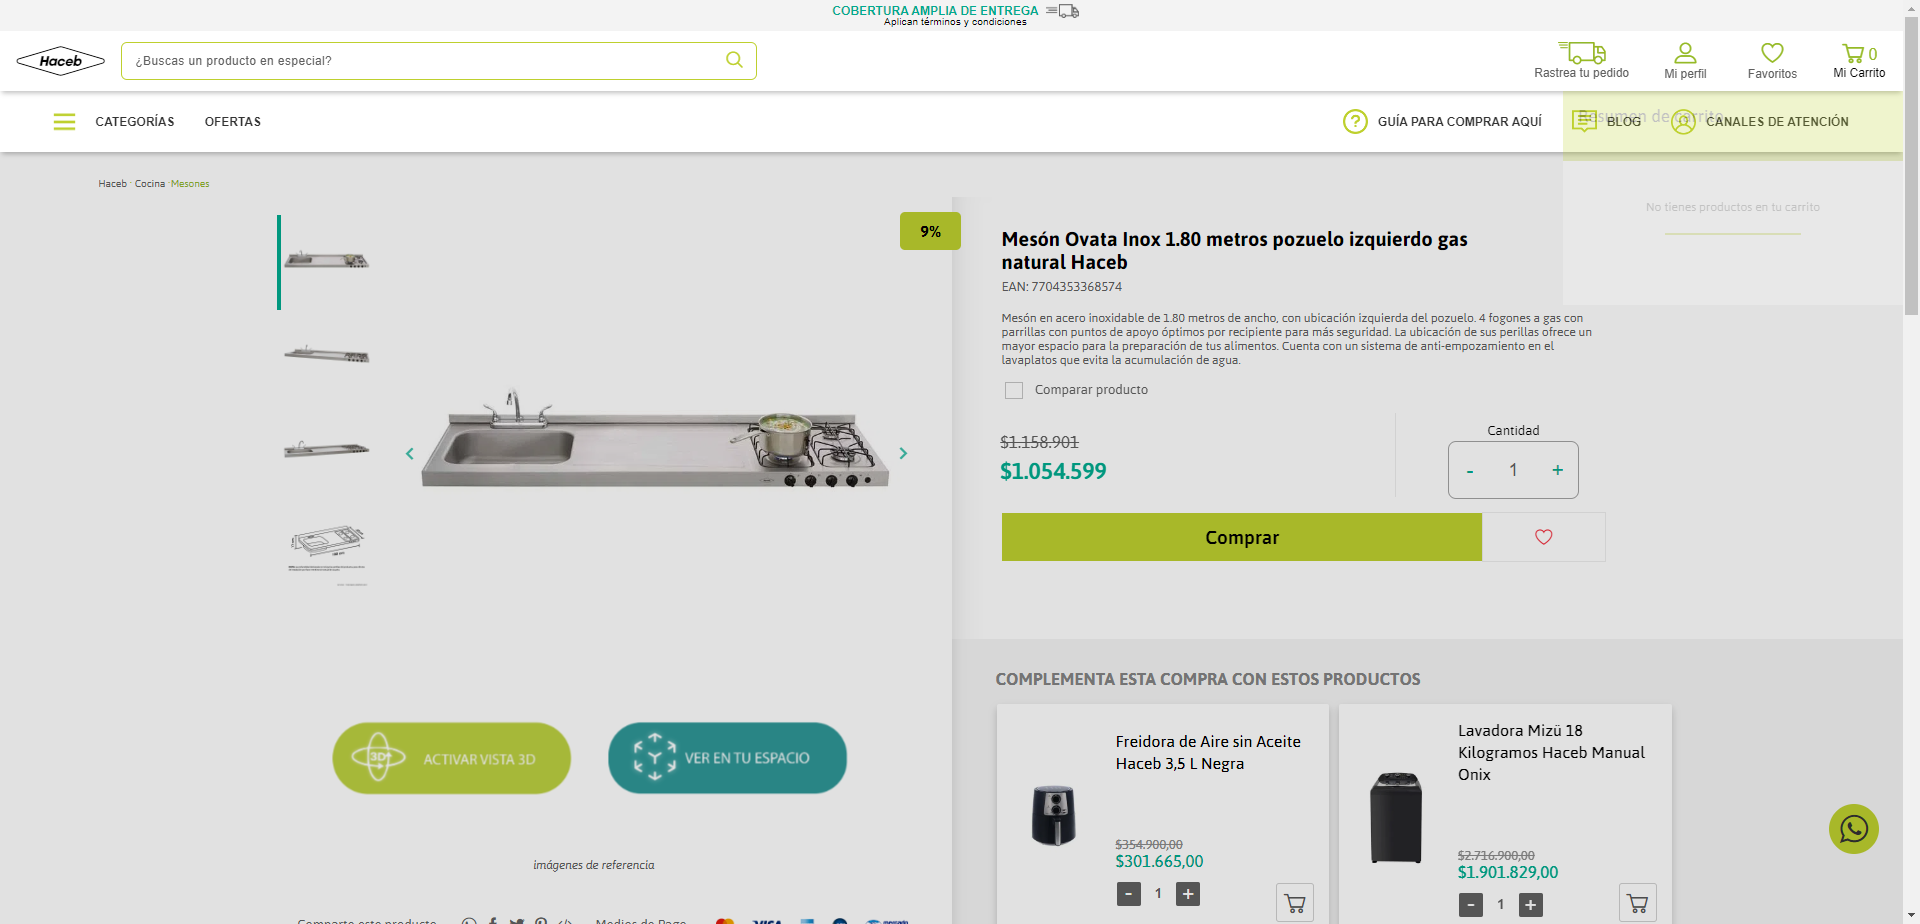 COBERTURA AMPLIA DE ENTREGA
Aplican términos y condiciones
Haceb
¿Buscas un producto en especial?
Rastrea tu pedido
Mi perfil
Favoritos
0
Mi Carrito
CATEGORÍAS
OFERTAS
GUÍA PARA COMPRAR AQUÍ
BLOG
CANALES DE ATENCIÓN
Resumen de carrito
No tienes productos en tu carrito
Haceb · Cocina · Mesones
9%
Mesón Ovata Inox 1.80 metros pozuelo izquierdo gas
natural Haceb
EAN: 7704353368574
Mesón en acero inoxidable de 1.80 metros de ancho, con ubicación izquierda del pozuelo. 4 fogones a gas con
parrillas con puntos de apoyo óptimos por recipiente para más seguridad. La ubicación de sus perillas ofrece un
mayor espacio para la preparación de tus alimentos. Cuenta con un sistema de anti-empozamiento en el
lavaplatos que evita la acumulación de agua.
Comparar producto
$1.158.901
$1.054.599
Cantidad
- 1 +
Comprar
3D
ACTIVAR VISTA 3D
VER EN TU ESPACIO
imágenes de referencia
Comparte este producto
Medios de Pago
VISA
mercado
COMPLEMENTA ESTA COMPRA CON ESTOS PRODUCTOS
Freidora de Aire sin Aceite
Haceb 3,5 L Negra
$354.900,00
$301.665,00
- 1 +
Lavadora Mizü 18
Kilogramos Haceb Manual
Onix
$2.716.900,00
$1.901.829,00
- 1 +